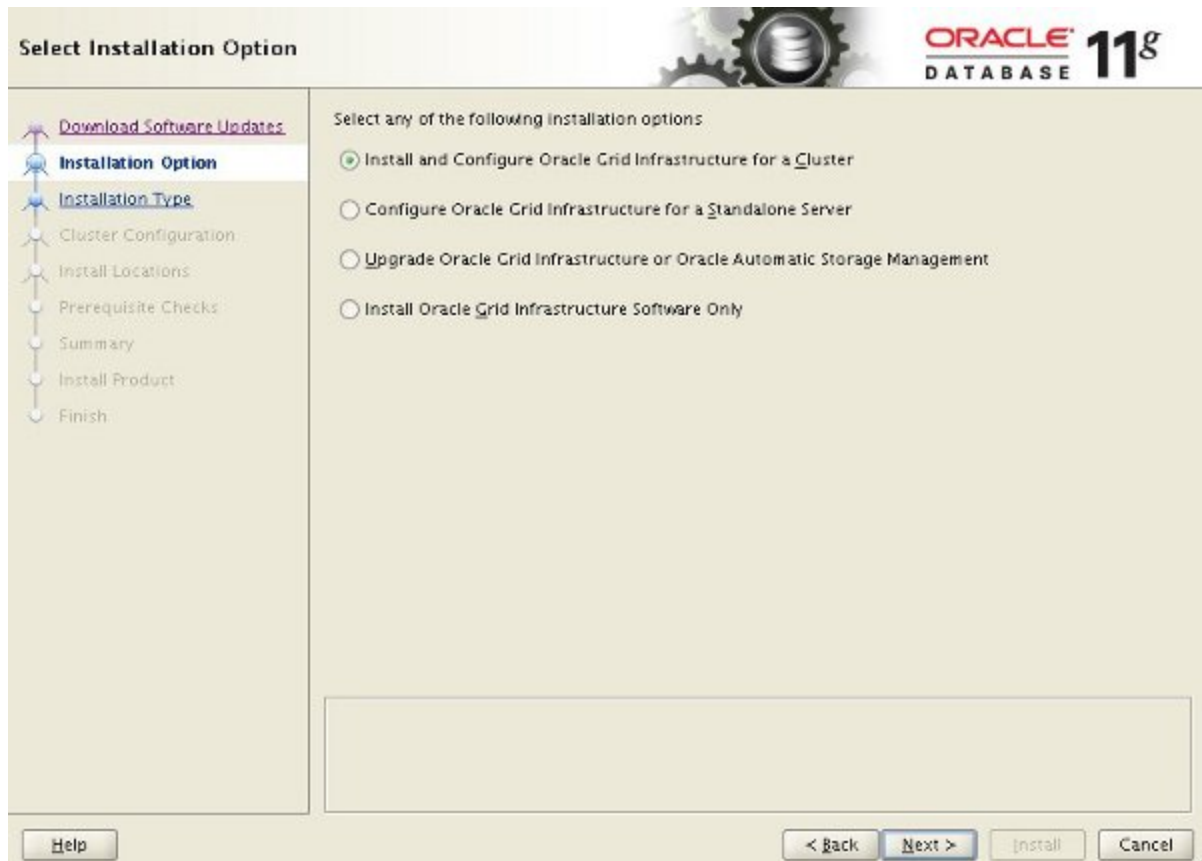 Select Installation Option
ORACLE
DATABASE
11g
Download Software Updates
Installation Option
Installation Type
Cluster Configuration
Install Locations
Prerequisite Checks
Summary
Install Product
Finish
Select any of the following installation options
Install and Configure Oracle Grid Infrastructure for a Cluster
Configure Oracle Grid Infrastructure for a Standalone Server
Upgrade Oracle Grid Infrastructure or Oracle Automatic Storage Management
Install Oracle Grid Infrastructure Software Only
Help
< Back
Next >
Install
Cancel